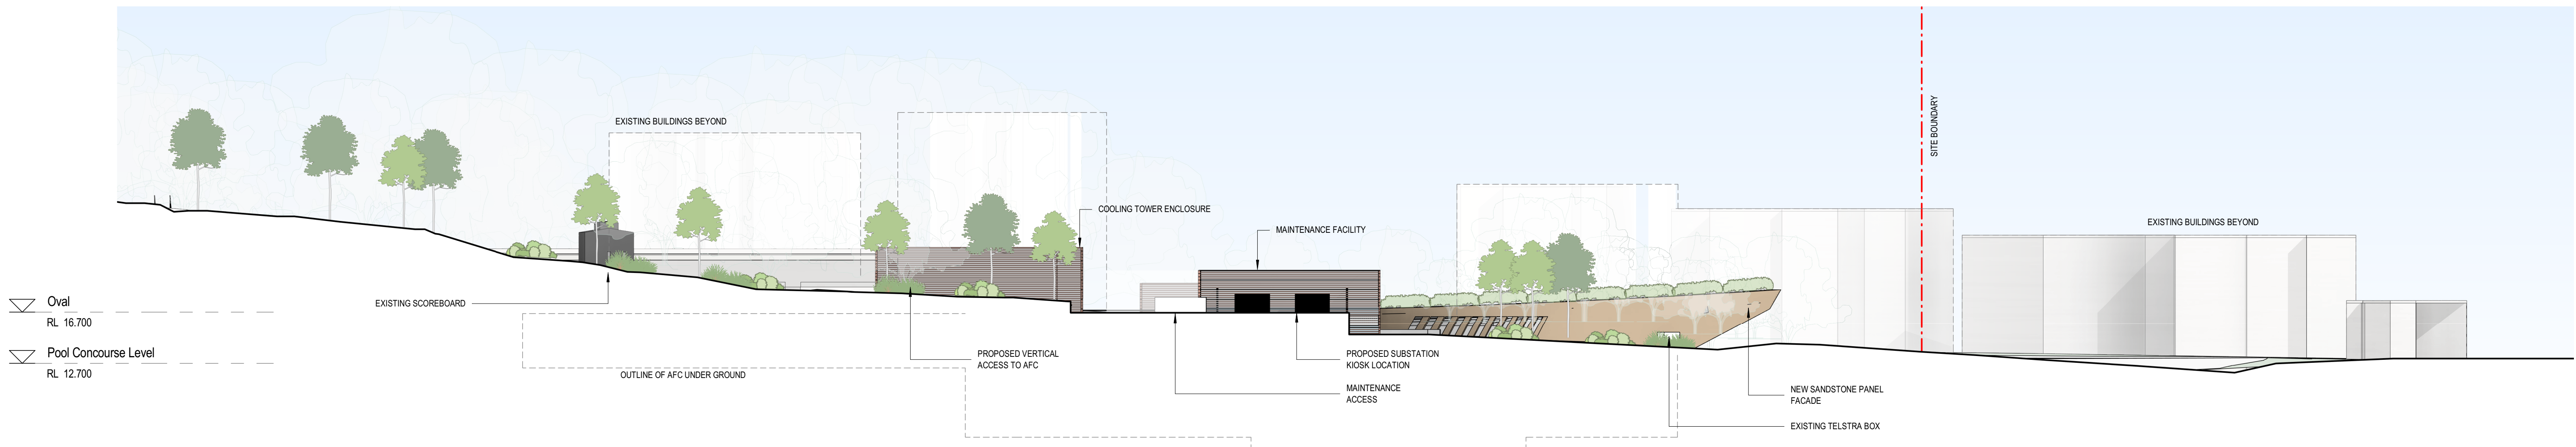 EXISTING BUILDINGS BEYOND
SITE BOUNDARY
COOLING TOWER ENCLOSURE
MAINTENANCE FACILITY
EXISTING BUILDINGS BEYOND
Oval
RL 16.700
EXISTING SCOREBOARD
Pool Concourse Level
RL 12.700
OUTLINE OF AFC UNDER GROUND
PROPOSED VERTICAL
ACCESS TO AFC
PROPOSED SUBSTATION
KIOSK LOCATION
MAINTENANCE
ACCESS
NEW SANDSTONE PANEL
FACADE
EXISTING TELSTRA BOX